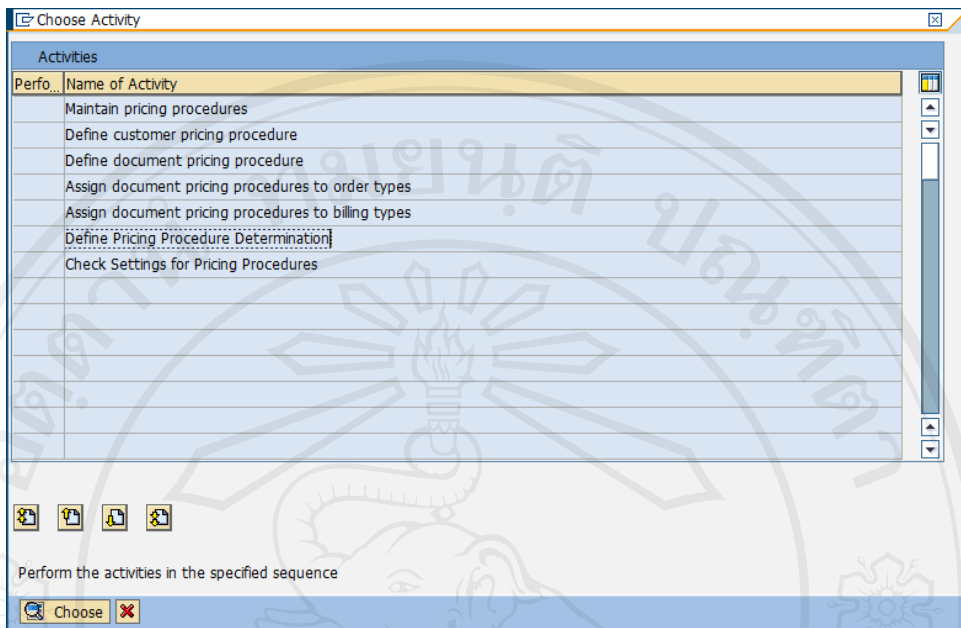 Choose Activity
Activities
Perfo... Name of Activity
Maintain pricing procedures
Define customer pricing procedure
Define document pricing procedure
Assign document pricing procedures to order types
Assign document pricing procedures to billing types
Define Pricing Procedure Determination
Check Settings for Pricing Procedures
Perform the activities in the specified sequence
Choose